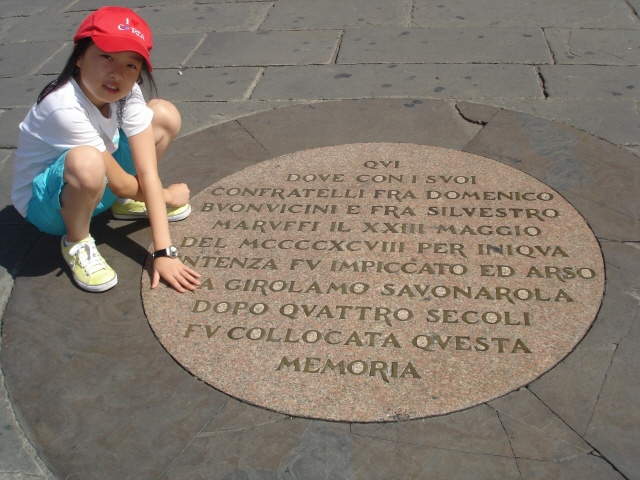 I
QVI
DOVE CON I SVOI
CONFRATELLI FRA DOMENICO
BVONVICINI E FRA SILVESTRO
MARVFFI IL XXIII MAGGIO
DEL MCCCCXCVIII PER INIQVA
NTENZA FV IMPICCATO ED ARSO
A GIROLAMO SAVONAROLA
DOPO QVATTRO SECOLI
FV COLLOCATA QVESTA
MEMORIA